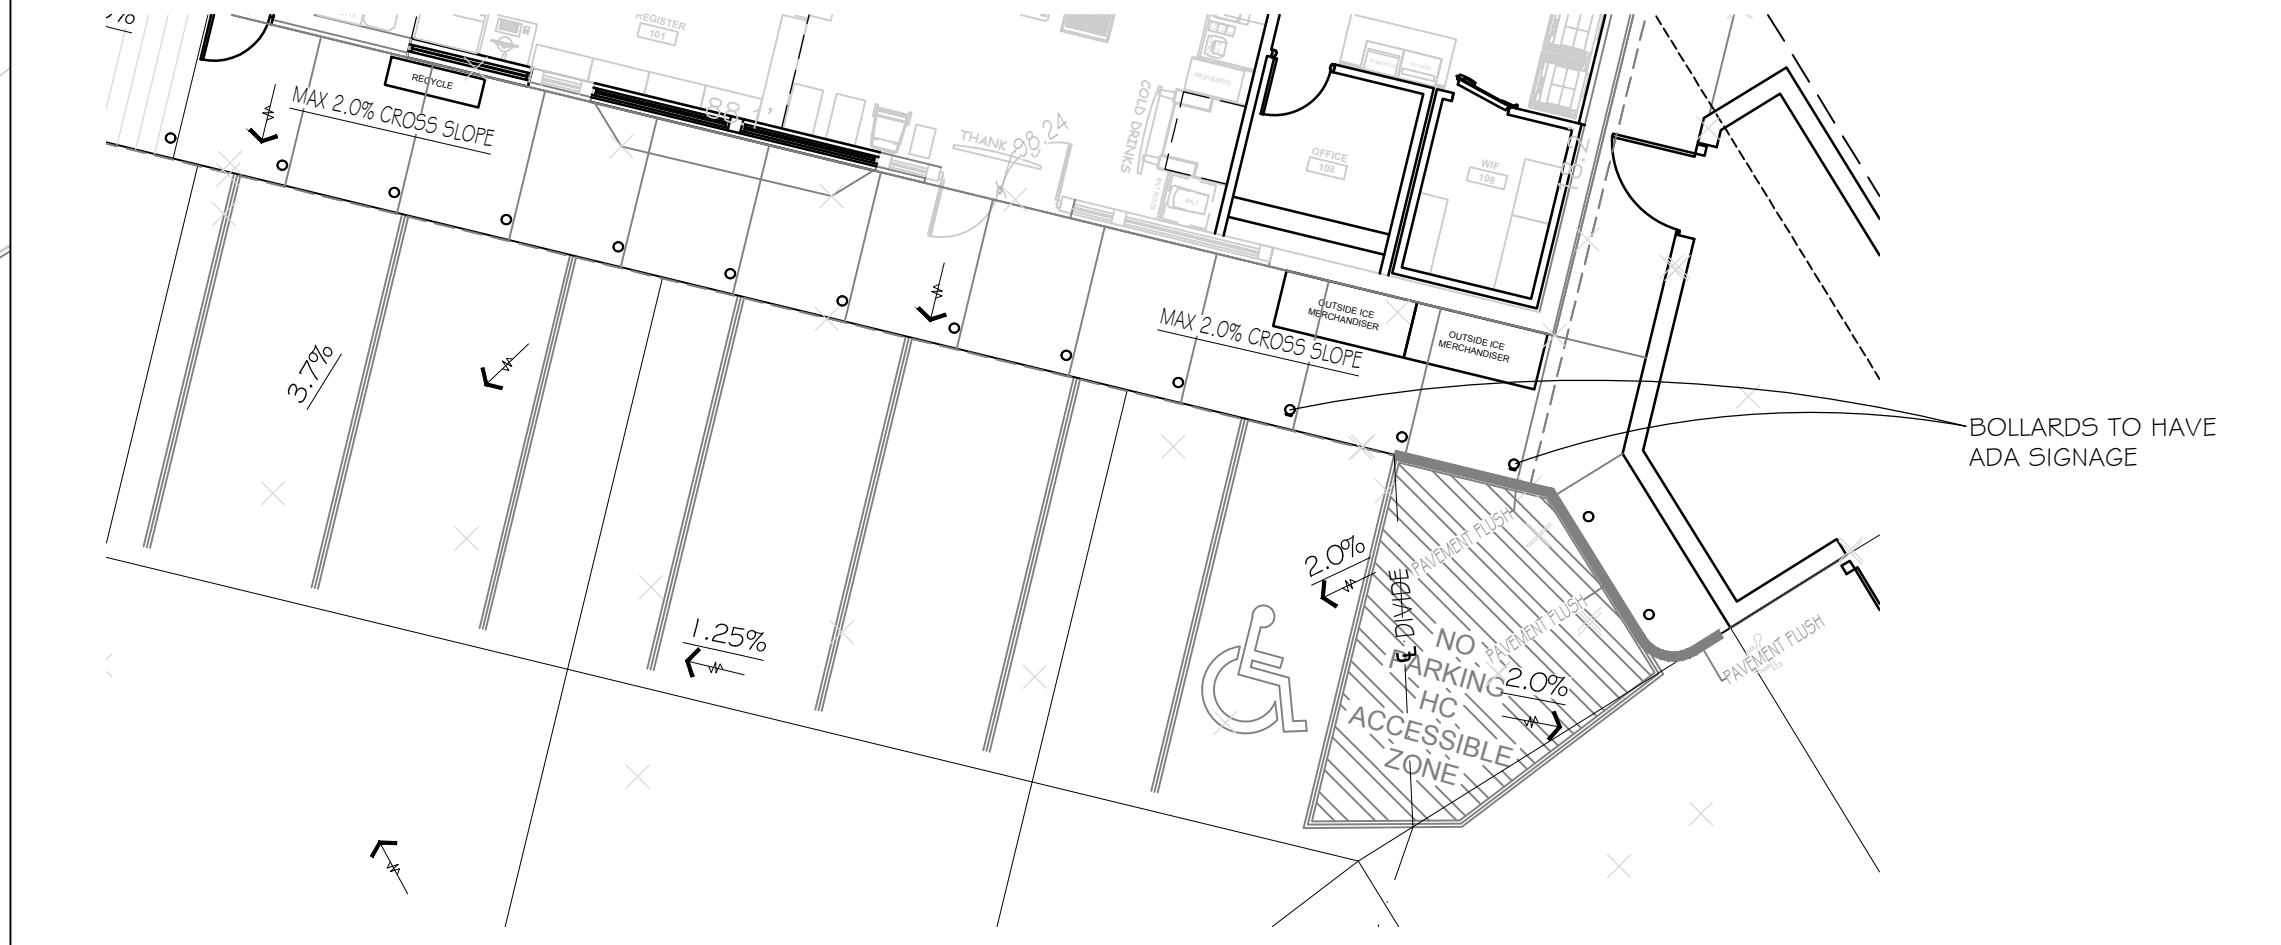 REGISTER
101
RECYCLE
MAX 2.0% CROSS SLOPE
THANK
98.24
COLD DRINKS
OFFICE
108
WIF
108
OUTSIDE ICE
MERCHANDISER
OUTSIDE ICE
MERCHANDISER
MAX 2.0% CROSS SLOPE
3.7%
BOLLARDS TO HAVE
ADA SIGNAGE
PAVEMENT FLUSH
2.0%
DIVIDE
PAVEMENT FLUSH
PAVEMENT FLUSH
1.25%
NO
PARKING
HC
ACCESSIBLE
ZONE
2.0%